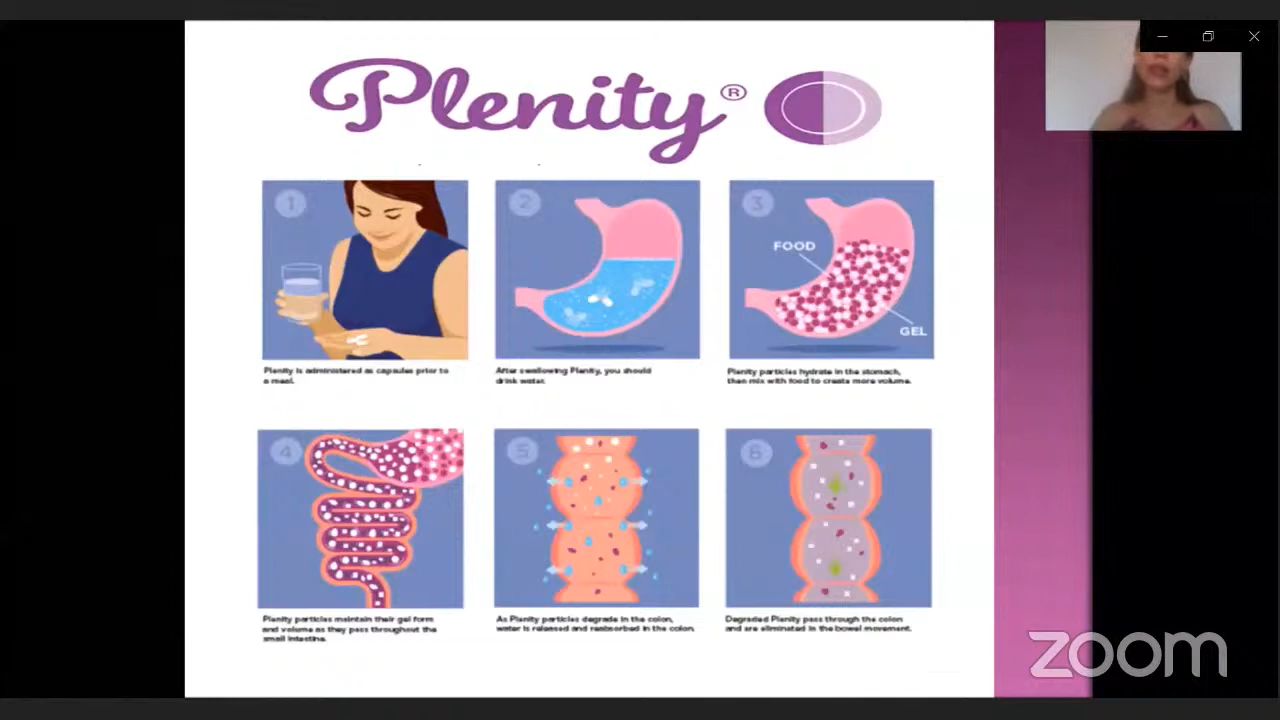 Plenity®
1
2
3
FOOD
GEL
Plenity is administered as capsules prior to
a meal.
After swallowing Plenity, you should
drink water.
Plenity particles hydrate in the stomach,
then mix with food to create more volume.
4
5
6
Plenity particles maintain their gel form
and volume as they pass throughout the
small intestine.
As Plenity particles degrade in the colon,
water is released and reabsorbed in the colon.
Degraded Plenity pass through the colon
and are eliminated in the bowel movement.
zoom